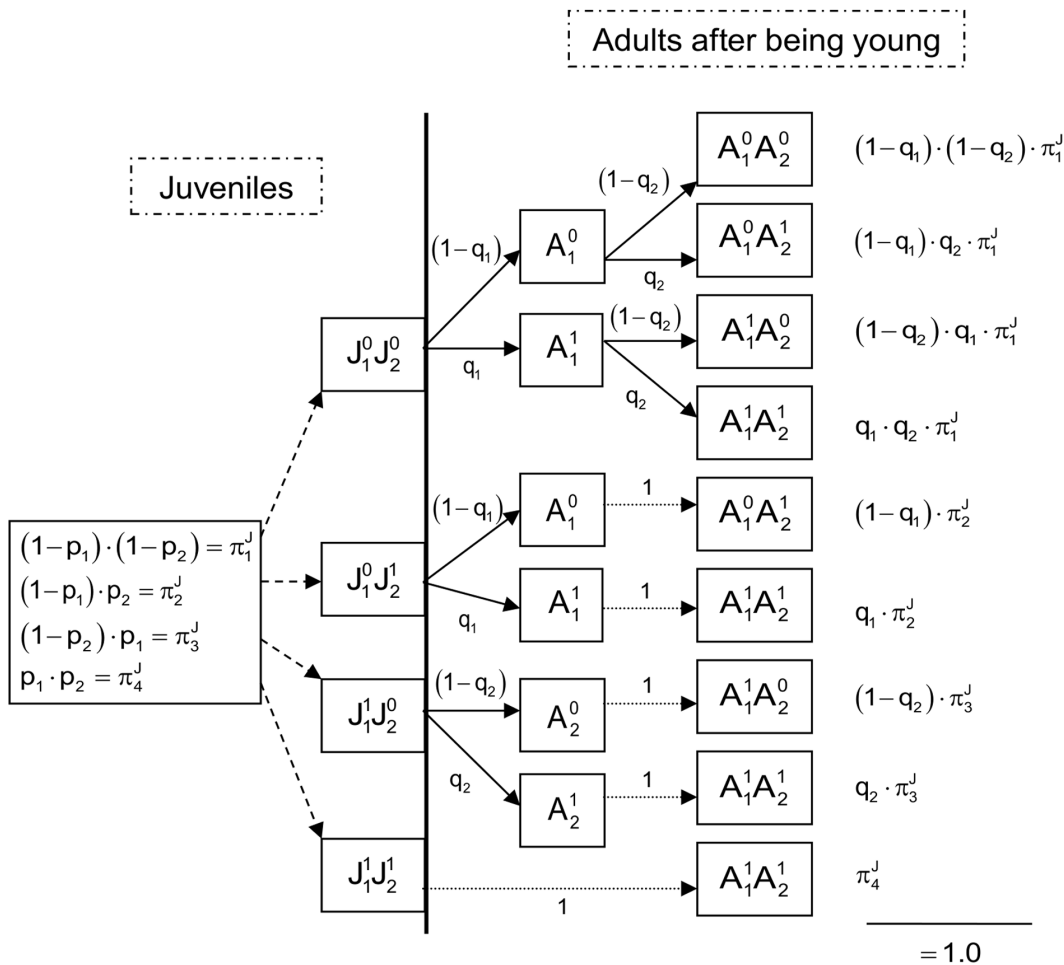 Adults after being young
Juveniles
(1−p₁)·(1−p₂) = π₁ᴶ
(1−p₁)·p₂ = π₂ᴶ
(1−p₂)·p₁ = π₃ᴶ
p₁·p₂ = π₄ᴶ
J₁⁰J₂⁰
(1−q₁)
A₁⁰
(1−q₂)
A₁⁰A₂⁰
(1−q₁)·(1−q₂)·π₁ᴶ
q₂
A₁⁰A₂¹
(1−q₁)·q₂·π₁ᴶ
q₁
A₁¹
(1−q₂)
A₁¹A₂⁰
(1−q₂)·q₁·π₁ᴶ
q₂
A₁¹A₂¹
q₁·q₂·π₁ᴶ
J₁⁰J₂¹
(1−q₁)
A₁⁰
1
A₁⁰A₂¹
(1−q₁)·π₂ᴶ
q₁
A₁¹
1
A₁¹A₂¹
q₁·π₂ᴶ
J₁¹J₂⁰
(1−q₂)
A₂⁰
1
A₁¹A₂⁰
(1−q₂)·π₃ᴶ
q₂
A₂¹
1
A₁¹A₂¹
q₂·π₃ᴶ
J₁¹J₂¹
1
A₁¹A₂¹
π₄ᴶ
= 1.0